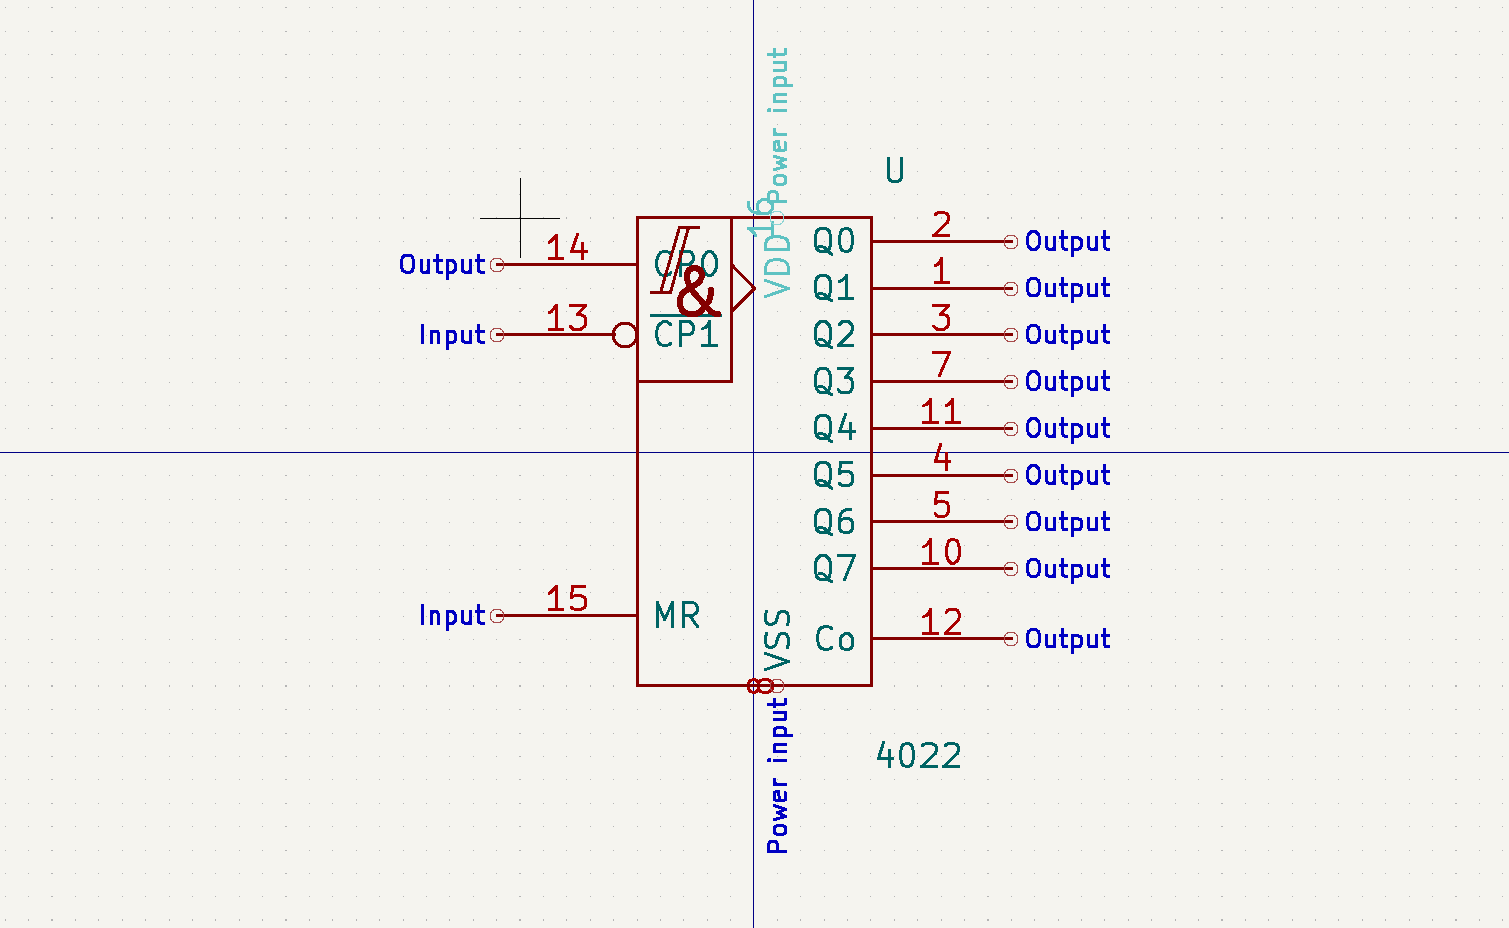 Power input
16
VDD
U
Output 14 CP0
&
Input 13 CP1
Input 15 MR
Q0 2 Output
Q1 1 Output
Q2 3 Output
Q3 7 Output
Q4 11 Output
Q5 4 Output
Q6 5 Output
Q7 10 Output
Co 12 Output
VSS
8
Power input
4022